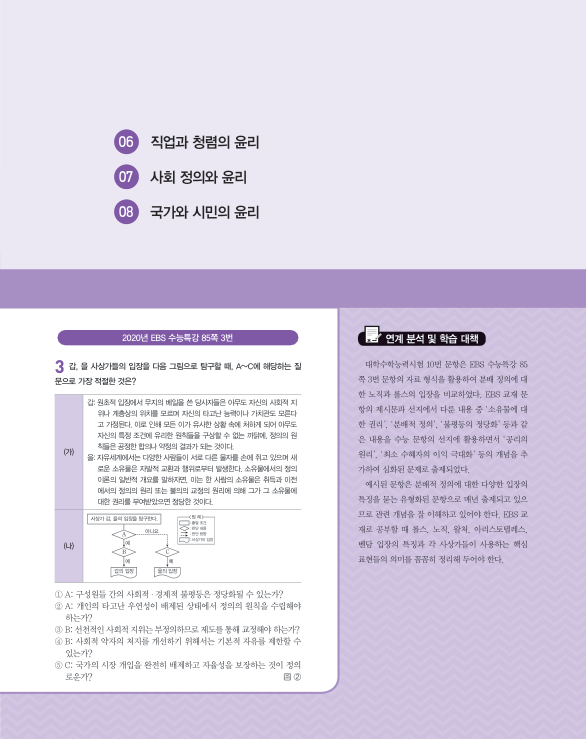 06 직업과 청렴의 윤리
07 사회 정의와 윤리
08 국가와 시민의 윤리
2020년 EBS 수능특강 85쪽 3번
3 갑, 을 사상가들의 입장을 다음 그림으로 탐구할 때, A~C에 해당하는 질
문으로 가장 적절한 것은?
(가)
갑: 원초적 입장에서 무지의 베일을 쓴 당사자들은 아무도 자신의 사회적 지
위나 계층상의 위치를 모르며 자신의 타고난 능력이나 가치관도 모른다
고 가정된다. 이로 인해 모든 이가 유사한 상황 속에 처하게 되어 아무도
자신의 특정 조건에 유리한 원칙들을 구상할 수 없는 까닭에, 정의의 원
칙들은 공정한 합의나 약정의 결과가 되는 것이다.
을: 자유세계에서는 다양한 사람들이 서로 다른 물자를 손에 쥐고 있으며 새
로운 소유물은 자발적 교환과 행위로부터 발생한다. 소유물에서의 정의
이론의 일반적 개요를 말하자면, 이는 한 사람의 소유물은 취득과 이전
에서의 정의의 원리 또는 불의의 교정의 원리에 의해 그가 그 소유물에
대한 권리를 부여받았으면 정당한 것이다.
(나)
사상가 갑, 을의 입장을 탐구한다.
A
아니요
예
B
C
예
예
갑의 입장
을의 입장
〈범 례〉
판단 내용
판단 방향
사상가의 입장
① A: 구성원들 간의 사회적·경제적 불평등은 정당화될 수 있는가?
② A: 개인의 타고난 우연성이 배제된 상태에서 정의의 원칙을 수립해야
하는가?
③ B: 선천적인 사회적 지위는 부정의하므로 제도를 통해 교정해야 하는가?
④ B: 사회적 약자의 처지를 개선하기 위해서는 기본적 자유를 제한할 수
있는가?
⑤ C: 국가의 시장 개입을 완전히 배제하고 자율성을 보장하는 것이 정의
로운가?
답 ②
연계 분석 및 학습 대책
대학수학능력시험 10번 문항은 EBS 수능특강 85
쪽 3번 문항의 자료 형식을 활용하여 분배 정의에 대
한 노직과 롤스의 입장을 비교하였다. EBS 교재 문
항의 제시문과 선지에서 다룬 내용 중 ‘소유물에 대
한 권리’, ‘분배적 정의’, ‘불평등의 정당화’ 등과 같
은 내용을 수능 문항의 선지에 활용하면서 ‘공리의
원리’, ‘최소 수혜자의 이익 극대화’ 등의 개념을 추
가하여 심화된 문제로 출제되었다.
예시된 문항은 분배적 정의에 대한 다양한 입장의
특징을 묻는 유형화된 문항으로 매년 출제되고 있으
므로 관련 개념을 잘 이해하고 있어야 한다. EBS 교
재로 공부할 때 롤스, 노직, 왈처, 아리스토텔레스,
벤담 입장의 특징과 각 사상가들이 사용하는 핵심
표현들의 의미를 꼼꼼히 정리해 두어야 한다.